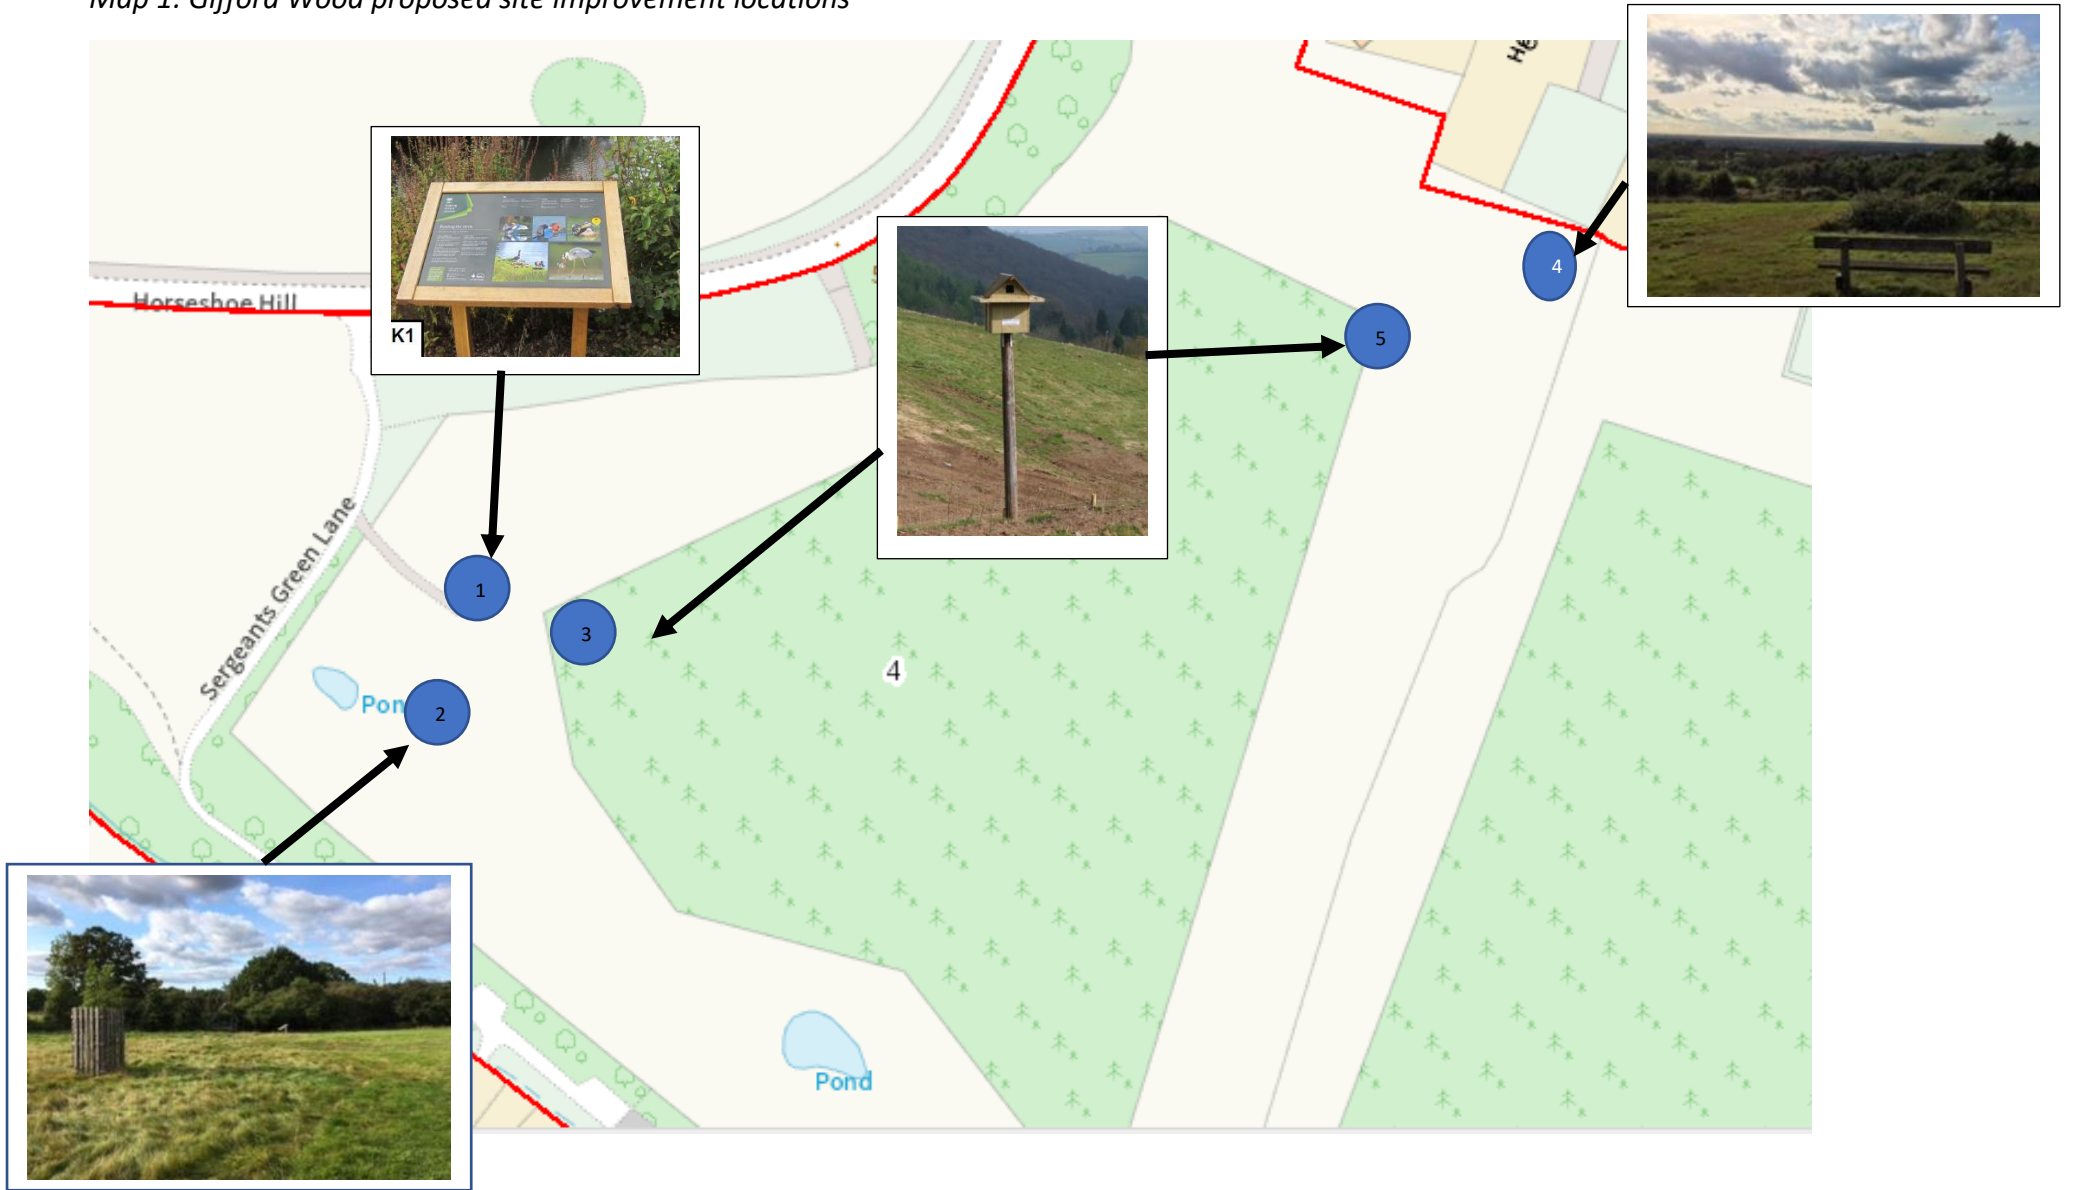 Map 1: Gifford Wood proposed site improvement locations
He
Horseshoe Hill
K1
4
5
Sergeants Green Lane
1
3
4
Pon
2
Pond